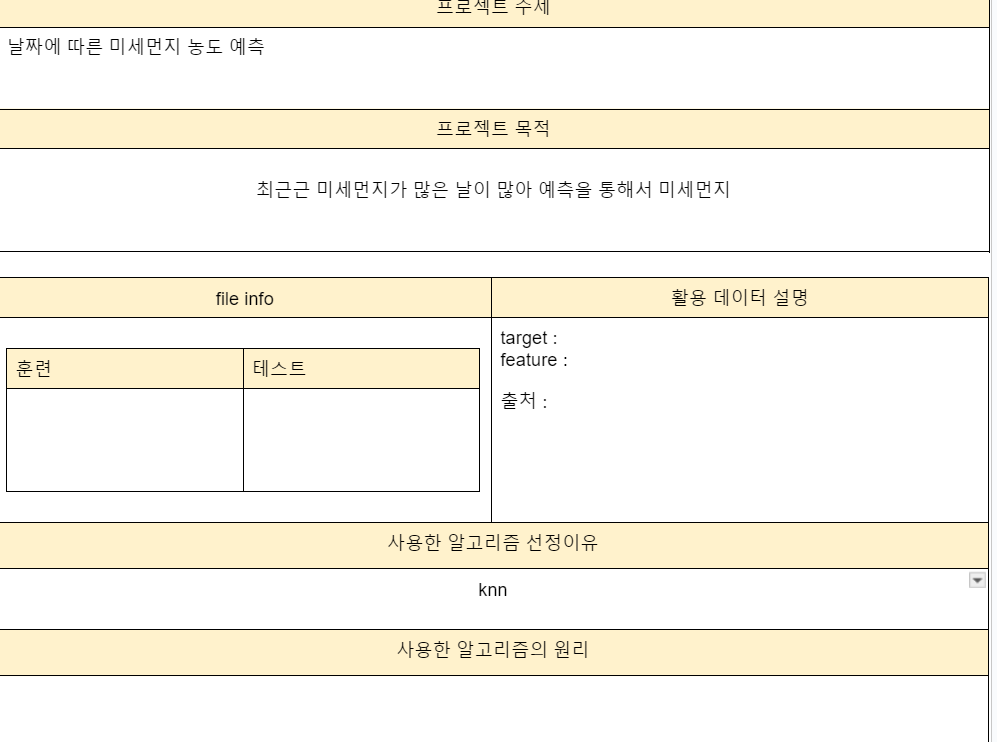 프로젝트 주제
날짜에 따른 미세먼지 농도 예측
프로젝트 목적
최근근 미세먼지가 많은 날이 많아 예측을 통해서 미세먼지
file info
활용 데이터 설명
훈련
테스트
target :
feature :
출처 :
사용한 알고리즘 선정이유
knn
사용한 알고리즘의 원리